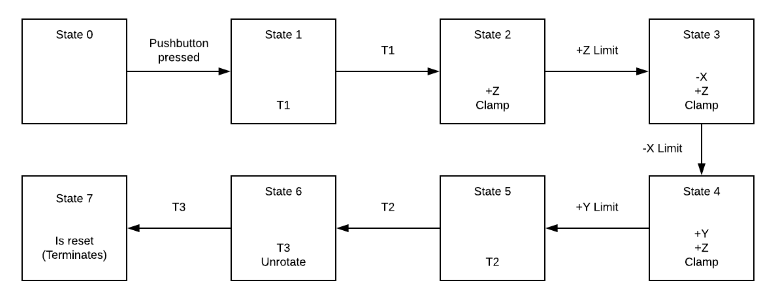 State 0
Pushbutton
pressed
State 1
T1
T1
State 2
+Z
Clamp
+Z Limit
State 3
-X
+Z
Clamp
-X Limit
State 4
+Y
+Z
Clamp
+Y Limit
State 5
T2
T2
State 6
T3
Unrotate
T3
State 7
Is reset
(Terminates)